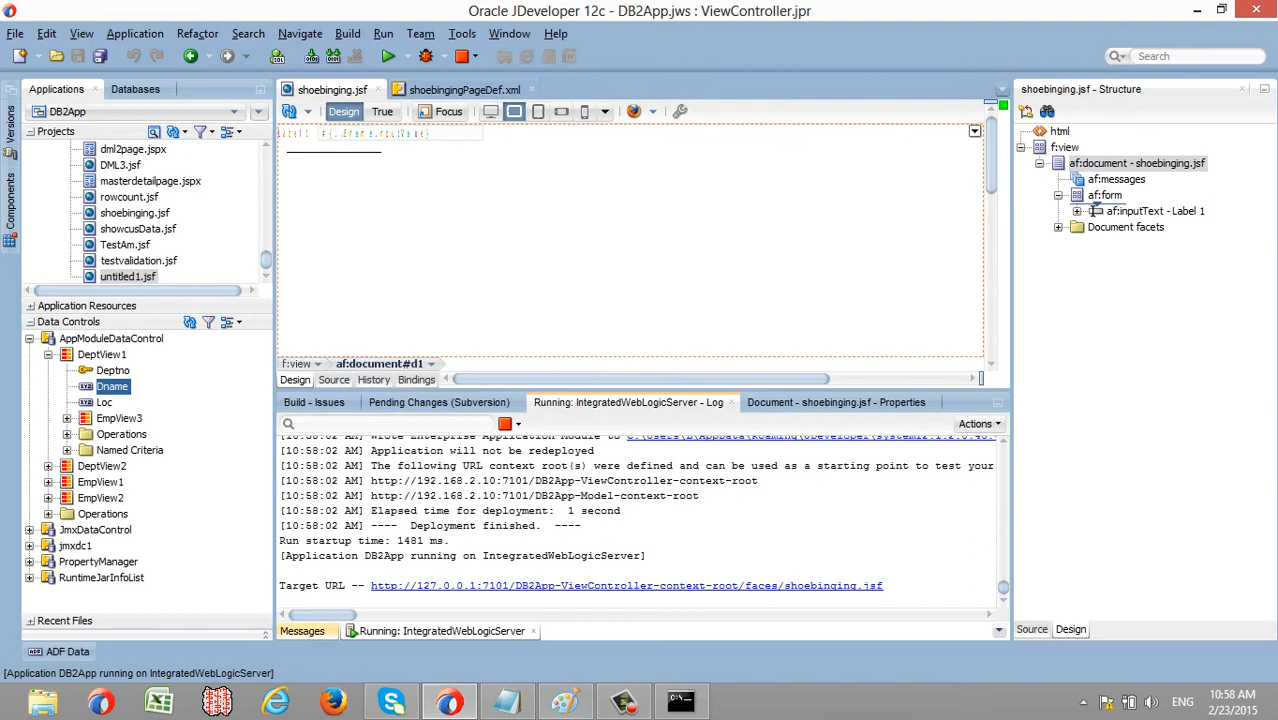 Oracle JDeveloper 12c - DB2App.jws : ViewController.jpr
File Edit View Application Refactor Search Navigate Build Run Team Tools Window Help
Search
Applications
Databases
DB2App
Projects
dml2page.jspx
DML3.jsf
masterdetailpage.jspx
rowcount.jsf
shoebinging.jsf
showcusData.jsf
TestAm.jsf
testvalidation.jsf
untitled1.jsf
Application Resources
Data Controls
AppModuleDataControl
DeptView1
Deptno
Dname
Loc
EmpView3
Operations
Named Criteria
DeptView2
EmpView1
EmpView2
Operations
JmxDataControl
jmxdc1
PropertyManager
RuntimeJarInfoList
Recent Files
ADF Data
Versions
Components
shoebinging.jsf
shoebingingPageDef.xml
Design
True
Focus
f:view
af:document#d1
Design Source History Bindings
Build - Issues
Pending Changes (Subversion)
Running: IntegratedWebLogicServer - Log
Document - shoebinging.jsf - Properties
Actions
[10:58:02 AM] Application will not be redeployed
[10:58:02 AM] The following URL context root(s) were defined and can be used as a starting point to test your
[10:58:02 AM] http://192.168.2.10:7101/DB2App-ViewController-context-root
[10:58:02 AM] http://192.168.2.10:7101/DB2App-Model-context-root
[10:58:02 AM] Elapsed time for deployment:  1 second
[10:58:02 AM] ----  Deployment finished.  ----
Run startup time: 1481 ms.
[Application DB2App running on IntegratedWebLogicServer]
Target URL -- http://127.0.0.1:7101/DB2App-ViewController-context-root/faces/shoebinging.jsf
Messages
Running: IntegratedWebLogicServer
shoebinging.jsf - Structure
html
f:view
af:document - shoebinging.jsf
af:messages
af:form
af:inputText - Label 1
Document facets
Source Design
[Application DB2App running on IntegratedWebLogicServer]
ENG
10:58 AM
2/23/2015